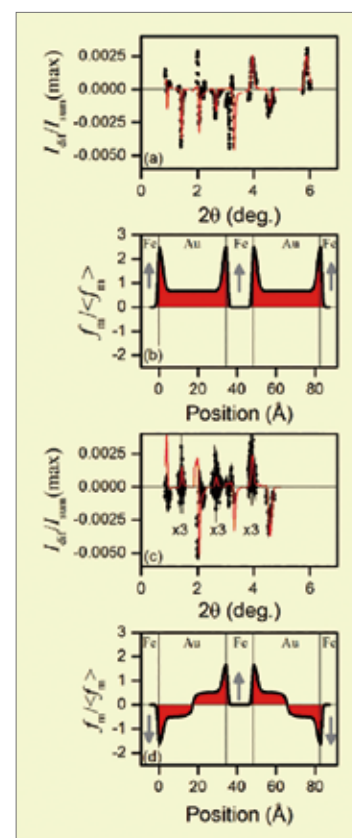 I_dif/I_sum(max)
0.0025
0.0000
-0.0025
-0.0050
(a)
0 2 4 6
2θ (deg.)
f_m/<f_m>
3
2
1
0
-1
-2
Fe Au Fe Au Fe
(b)
0 20 40 60 80
Position (Å)
I_dif/I_sum(max)
0.0025
0.0000
-0.0025
-0.0050
x3 x3 x3
(c)
0 2 4 6
2θ (deg.)
f_m/<f_m>
3
2
1
0
-1
-2
Fe Au Fe Au Fe
(d)
0 20 40 60 80
Position (Å)